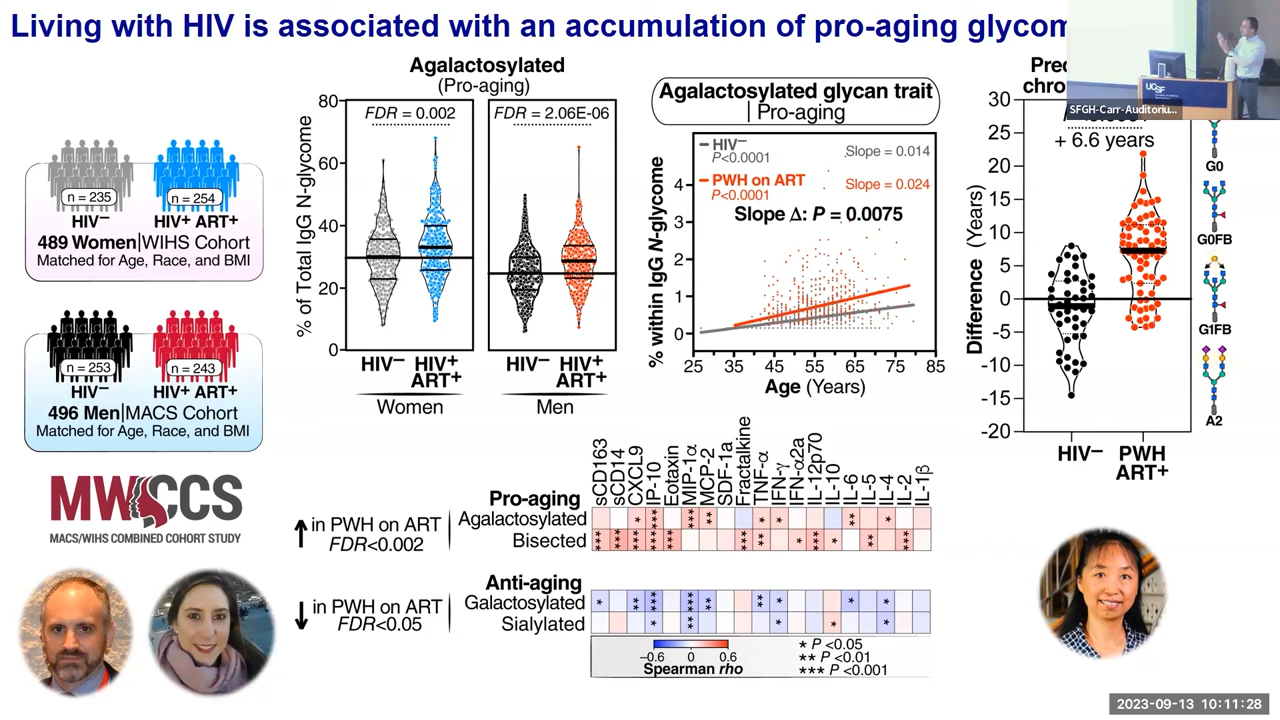 Living with HIV is associated with an accumulation of pro-aging glycom
SFGH-Carr-Auditoriu...
UCSF
n = 235
n = 254
HIV–
HIV+ ART+
489 Women|WIHS Cohort
Matched for Age, Race, and BMI
n = 253
n = 243
HIV–
HIV+ ART+
496 Men|MACS Cohort
Matched for Age, Race, and BMI
MWCCS
MACS/WIHS COMBINED COHORT STUDY
Agalactosylated
(Pro-aging)
% of Total IgG N-glycome
80
60
40
20
0
FDR = 0.002
FDR = 2.06E-06
HIV–
HIV+
ART+
HIV–
HIV+
ART+
Women
Men
Agalactosylated glycan trait
| Pro-aging
% within IgG N-glycome
4
3
2
1
0
HIV–
P<0.0001
Slope = 0.014
PWH on ART
P<0.0001
Slope = 0.024
Slope Δ: P = 0.0075
25
35
45
55
65
75
85
Age (Years)
Pred
chro
+ 6.6 years
Difference (Years)
30
25
20
15
10
5
0
-5
-10
-15
-20
HIV–
PWH
ART+
G0
G0FB
G1FB
A2
sCD163
sCD14
CXCL9
IP-10
Eotaxin
MIP-1α
MCP-2
SDF-1a
Fractalkine
TNF-α
IFN-γ
IFN-α2a
IL-12p70
IL-10
IL-6
IL-5
IL-4
IL-2
IL-1β
Pro-aging
Agalactosylated
Bisected
in PWH on ART
FDR<0.002
Anti-aging
Galactosylated
Sialylated
in PWH on ART
FDR<0.05
–0.6
0
0.6
Spearman rho
* P <0.05
** P <0.01
*** P <0.001
2023-09-13 10:11:28